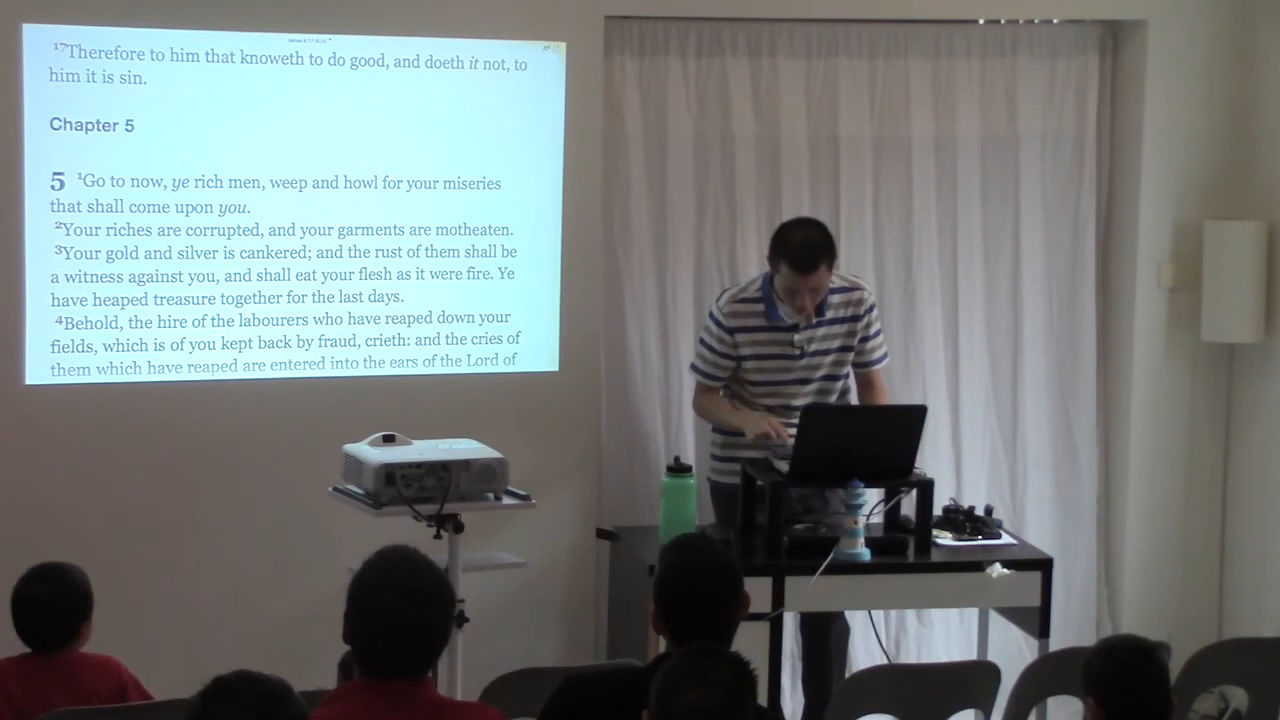 ¹⁷Therefore to him that knoweth to do good, and doeth it not, to
him it is sin.
Chapter 5
5 ¹Go to now, ye rich men, weep and howl for your miseries
that shall come upon you.
²Your riches are corrupted, and your garments are motheaten.
³Your gold and silver is cankered; and the rust of them shall be
a witness against you, and shall eat your flesh as it were fire. Ye
have heaped treasure together for the last days.
⁴Behold, the hire of the labourers who have reaped down your
fields, which is of you kept back by fraud, crieth: and the cries of
them which have reaped are entered into the ears of the Lord of